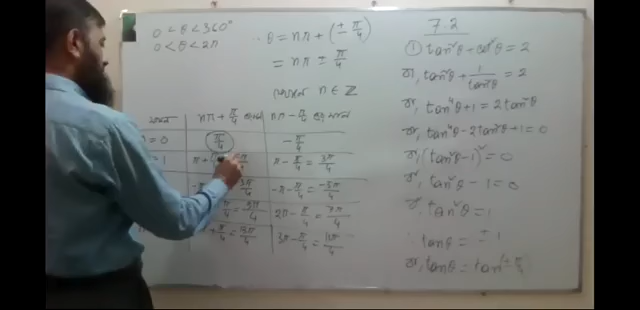 0 < θ < 360°
0 < θ < 2π
∴ θ = nπ + (± π/4)
= nπ ± π/4
যেখানে n ∈ ℤ
nπ + π/4 nπ - π/4 এর মান
= 0 π/4 - π/4
π - π/4 = 3π/4
-π - π/4 = -5π/4
2π - π/4 = 7π/4
3π - π/4 = 11π/4
7.2
① tan²θ + cot²θ = 2
বা, tan²θ + 1/tan²θ = 2
বা, tan⁴θ + 1 = 2tan²θ
বা, tan⁴θ - 2tan²θ + 1 = 0
বা, (tan²θ - 1)² = 0
বা, tan²θ - 1 = 0
বা, tan²θ = 1
∴ tanθ = ± 1
বা, tanθ = tan(± π/4